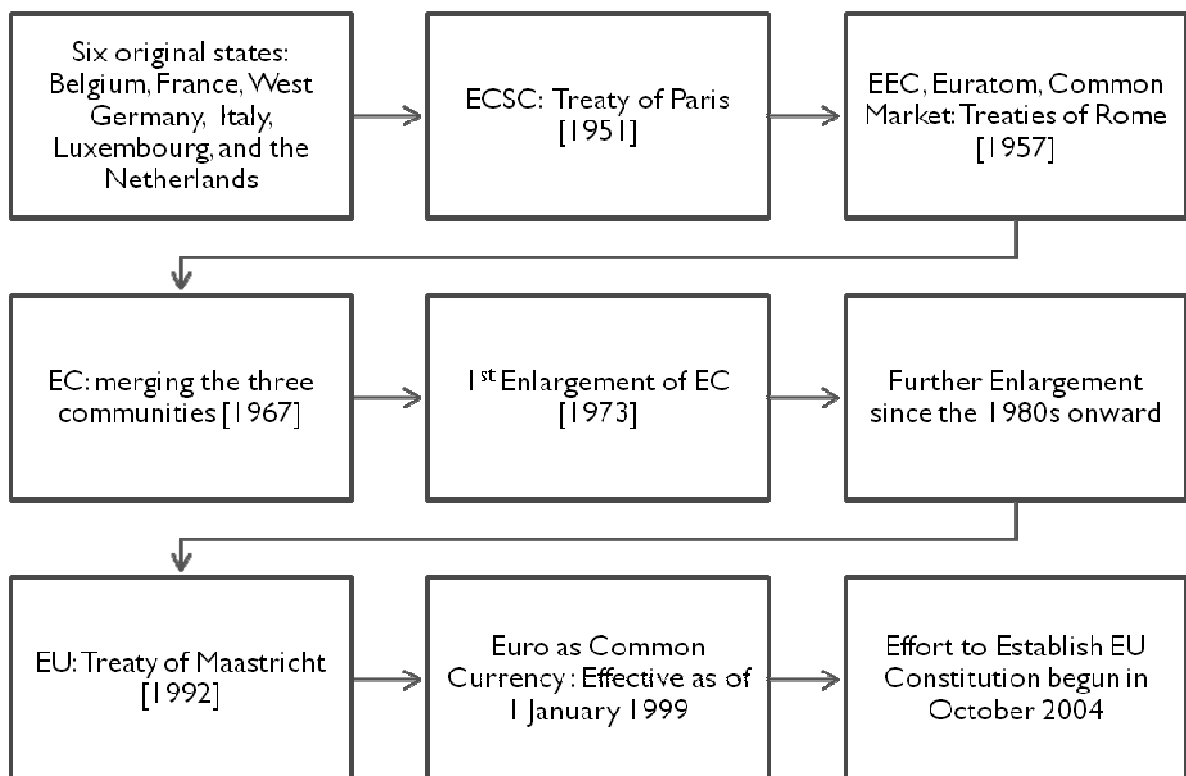 Six original states:
Belgium, France, West
Germany, Italy,
Luxembourg, and the
Netherlands
ECSC: Treaty of Paris
[1951]
EEC, Euratom, Common
Market: Treaties of Rome
[1957]
EC: merging the three
communities [1967]
1st Enlargement of EC
[1973]
Further Enlargement
since the 1980s onward
EU: Treaty of Maastricht
[1992]
Euro as Common
Currency: Effective as of
1 January 1999
Effort to Establish EU
Constitution begun in
October 2004